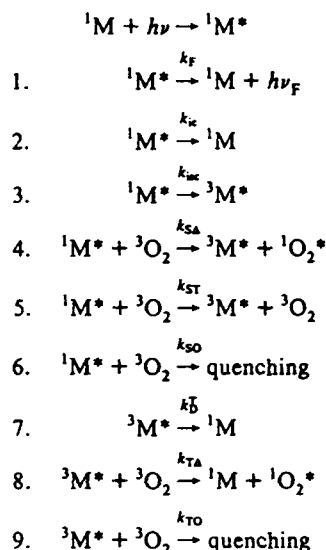 ¹M + hν → ¹M*
1. ¹M* →(k_F) ¹M + hν_F
2. ¹M* →(k_ic) ¹M
3. ¹M* →(k_isc) ³M*
4. ¹M* + ³O₂ →(k_SΔ) ³M* + ¹O₂*
5. ¹M* + ³O₂ →(k_ST) ³M* + ³O₂
6. ¹M* + ³O₂ →(k_SO) quenching
7. ³M* →(k_D^T) ¹M
8. ³M* + ³O₂ →(k_TΔ) ¹M + ¹O₂*
9. ³M* + ³O₂ →(k_TO) quenching